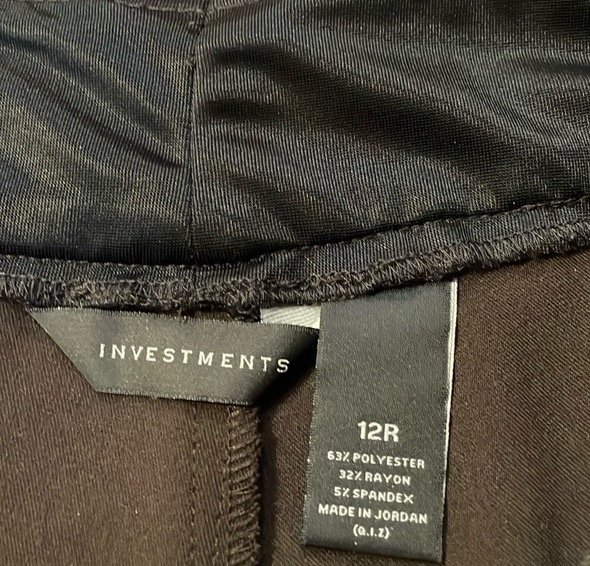 INVESTMENTS
12R
63% POLYESTER
32% RAYON
5% SPANDEX
MADE IN JORDAN
(Q.I.Z)